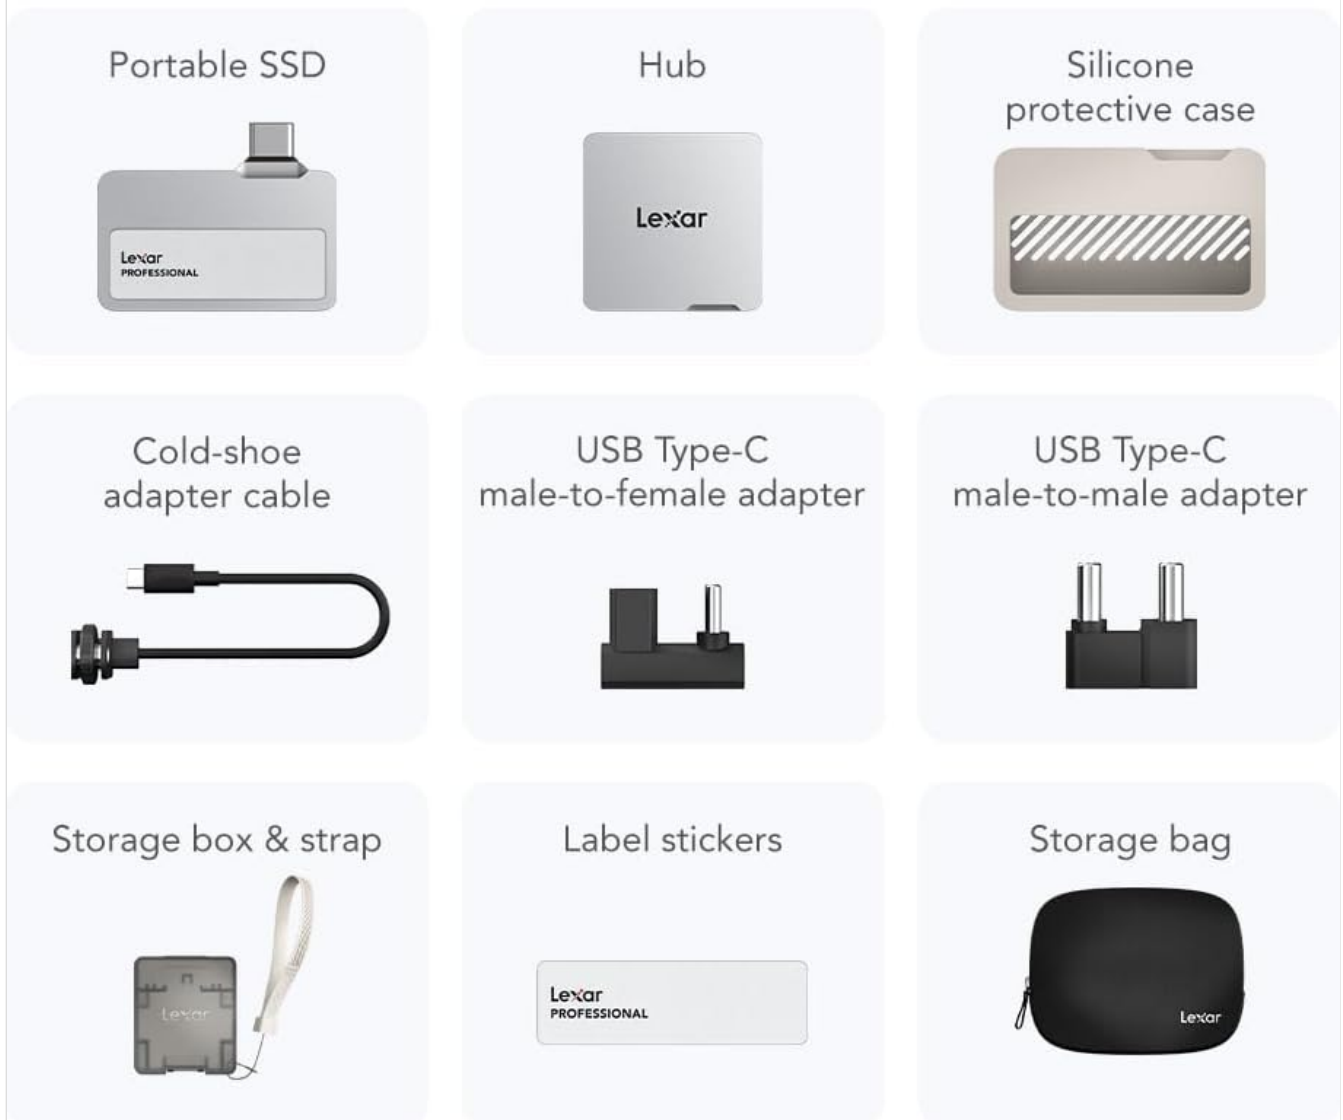 Portable SSD
Lexar
PROFESSIONAL
Hub
Lexar
Silicone
protective case
Cold-shoe
adapter cable
USB Type-C
male-to-female adapter
USB Type-C
male-to-male adapter
Storage box & strap
Lexar
Label stickers
Lexar
PROFESSIONAL
Storage bag
Lexar